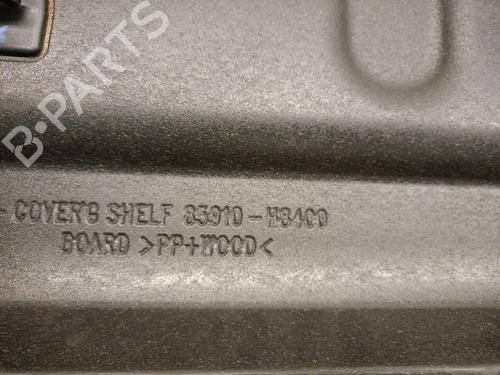 B-PARTS
- COVER'G SHELF 85910-H8400
BOARD >PP+WOOD<